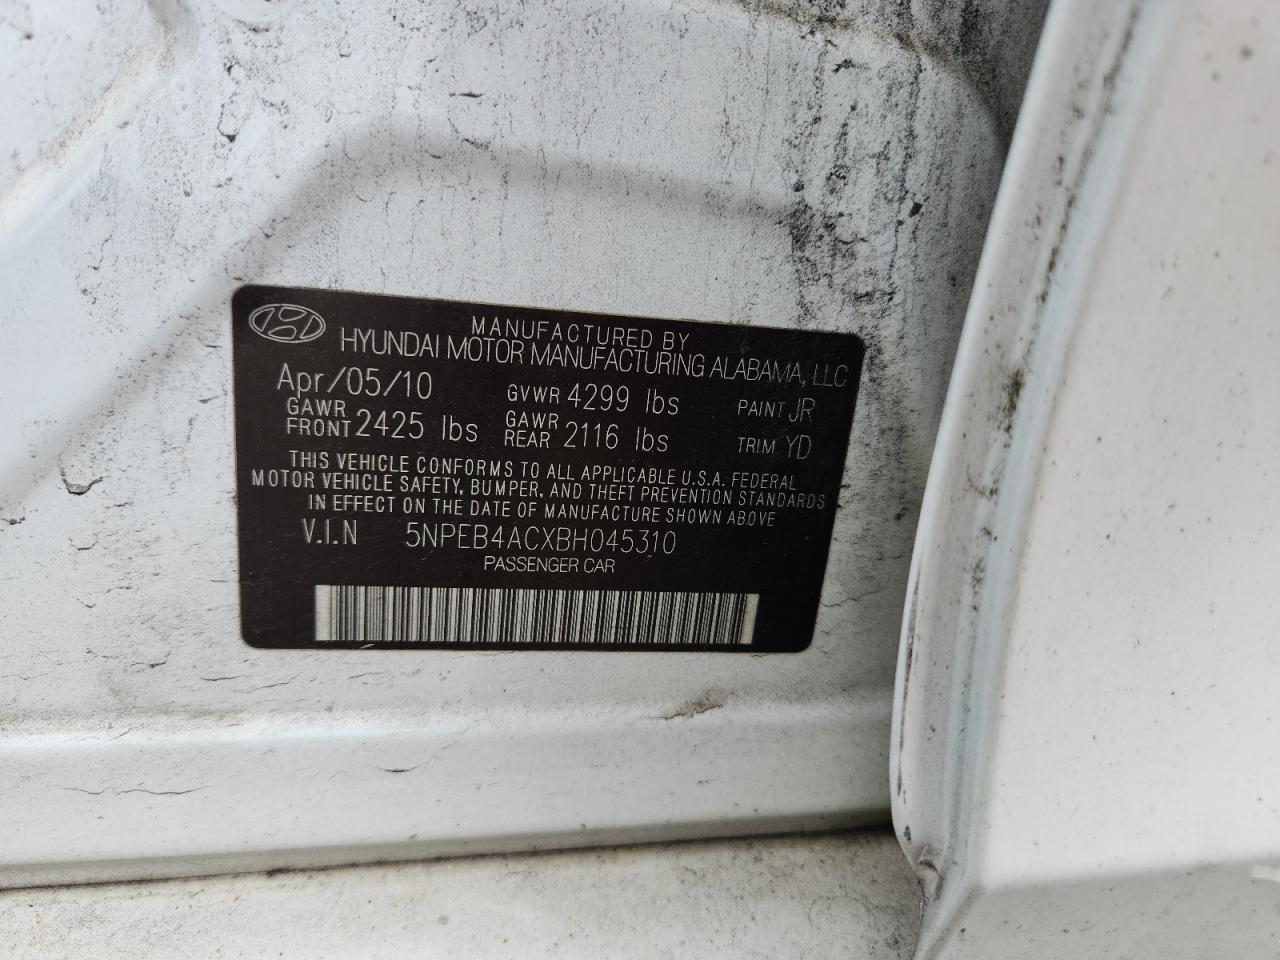 MANUFACTURED BY
HYUNDAI MOTOR MANUFACTURING ALABAMA, LLC
Apr/05/10 GVWR 4299 lbs PAINT JR
GAWR FRONT 2425 lbs GAWR REAR 2116 lbs TRIM YD
THIS VEHICLE CONFORMS TO ALL APPLICABLE U.S.A. FEDERAL
MOTOR VEHICLE SAFETY, BUMPER, AND THEFT PREVENTION STANDARDS
IN EFFECT ON THE DATE OF MANUFACTURE SHOWN ABOVE
V.I.N 5NPEB4ACXBH045310
PASSENGER CAR